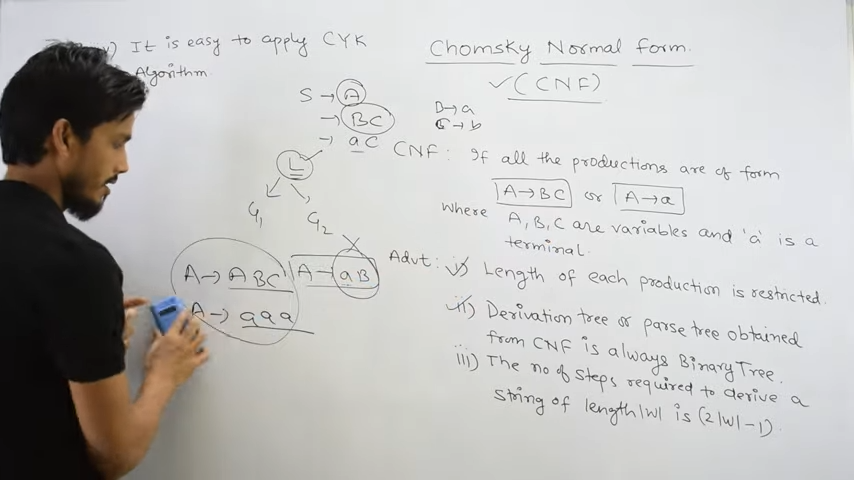 v) It is easy to apply CYK
Algorithm.
S → A
→ BC
→ aC
B → a
C → b
L
G1
G2
A → ABC
A → aB
A → aaa
Chomsky Normal form.
(CNF)
CNF: If all the productions are of form
A→BC or A→a
Where A, B, C are variables and 'a' is a
terminal.
Advt: i) Length of each production is restricted.
ii) Derivation tree or parse tree obtained
from CNF is always Binary Tree.
iii) The no of steps required to derive a
string of length |w| is (2|w|-1).